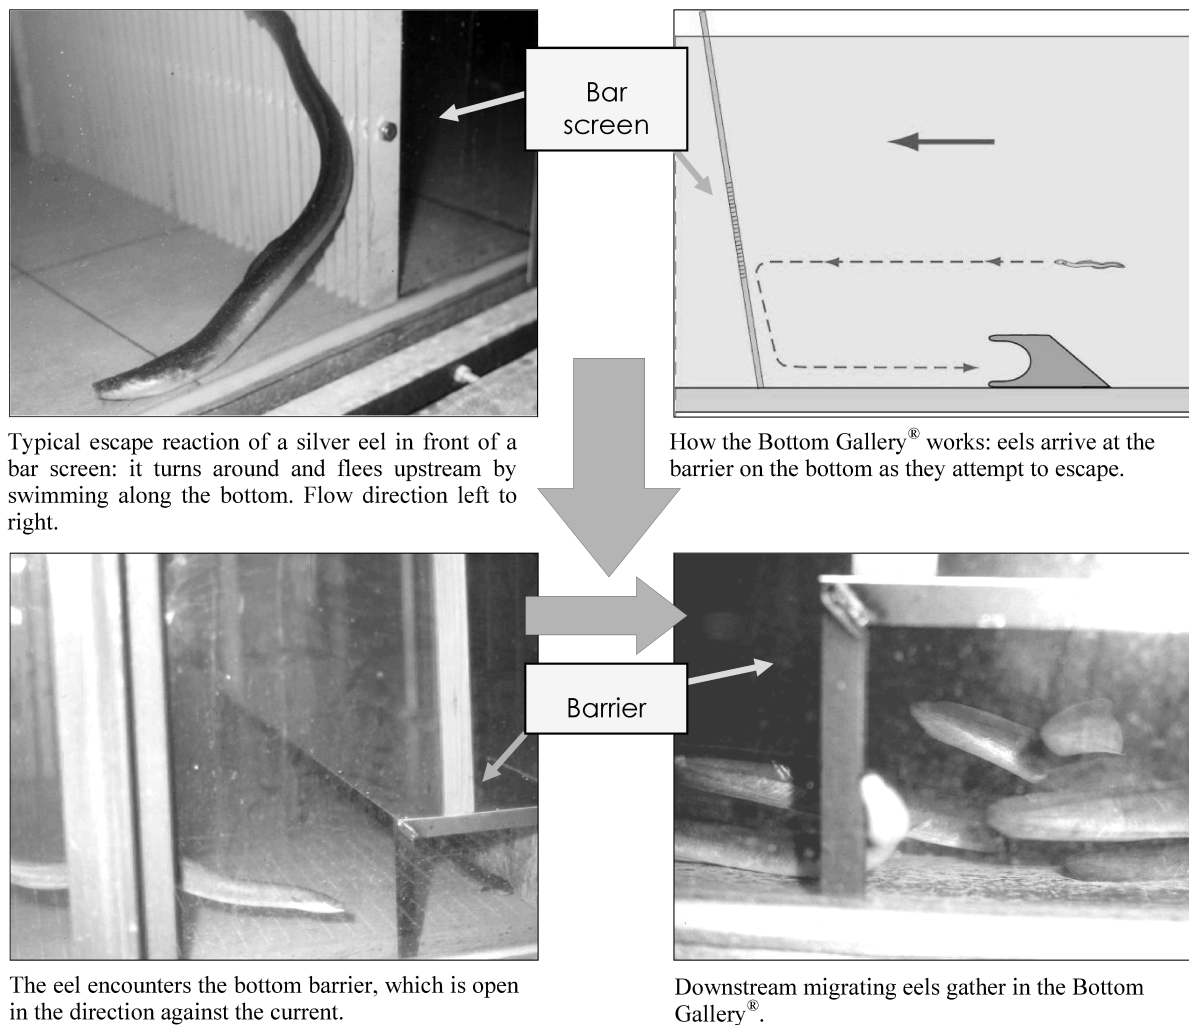 Bar
screen
Typical escape reaction of a silver eel in front of a
bar screen: it turns around and flees upstream by
swimming along the bottom. Flow direction left to
right.
How the Bottom Gallery® works: eels arrive at the
barrier on the bottom as they attempt to escape.
Barrier
The eel encounters the bottom barrier, which is open
in the direction against the current.
Downstream migrating eels gather in the Bottom
Gallery®.